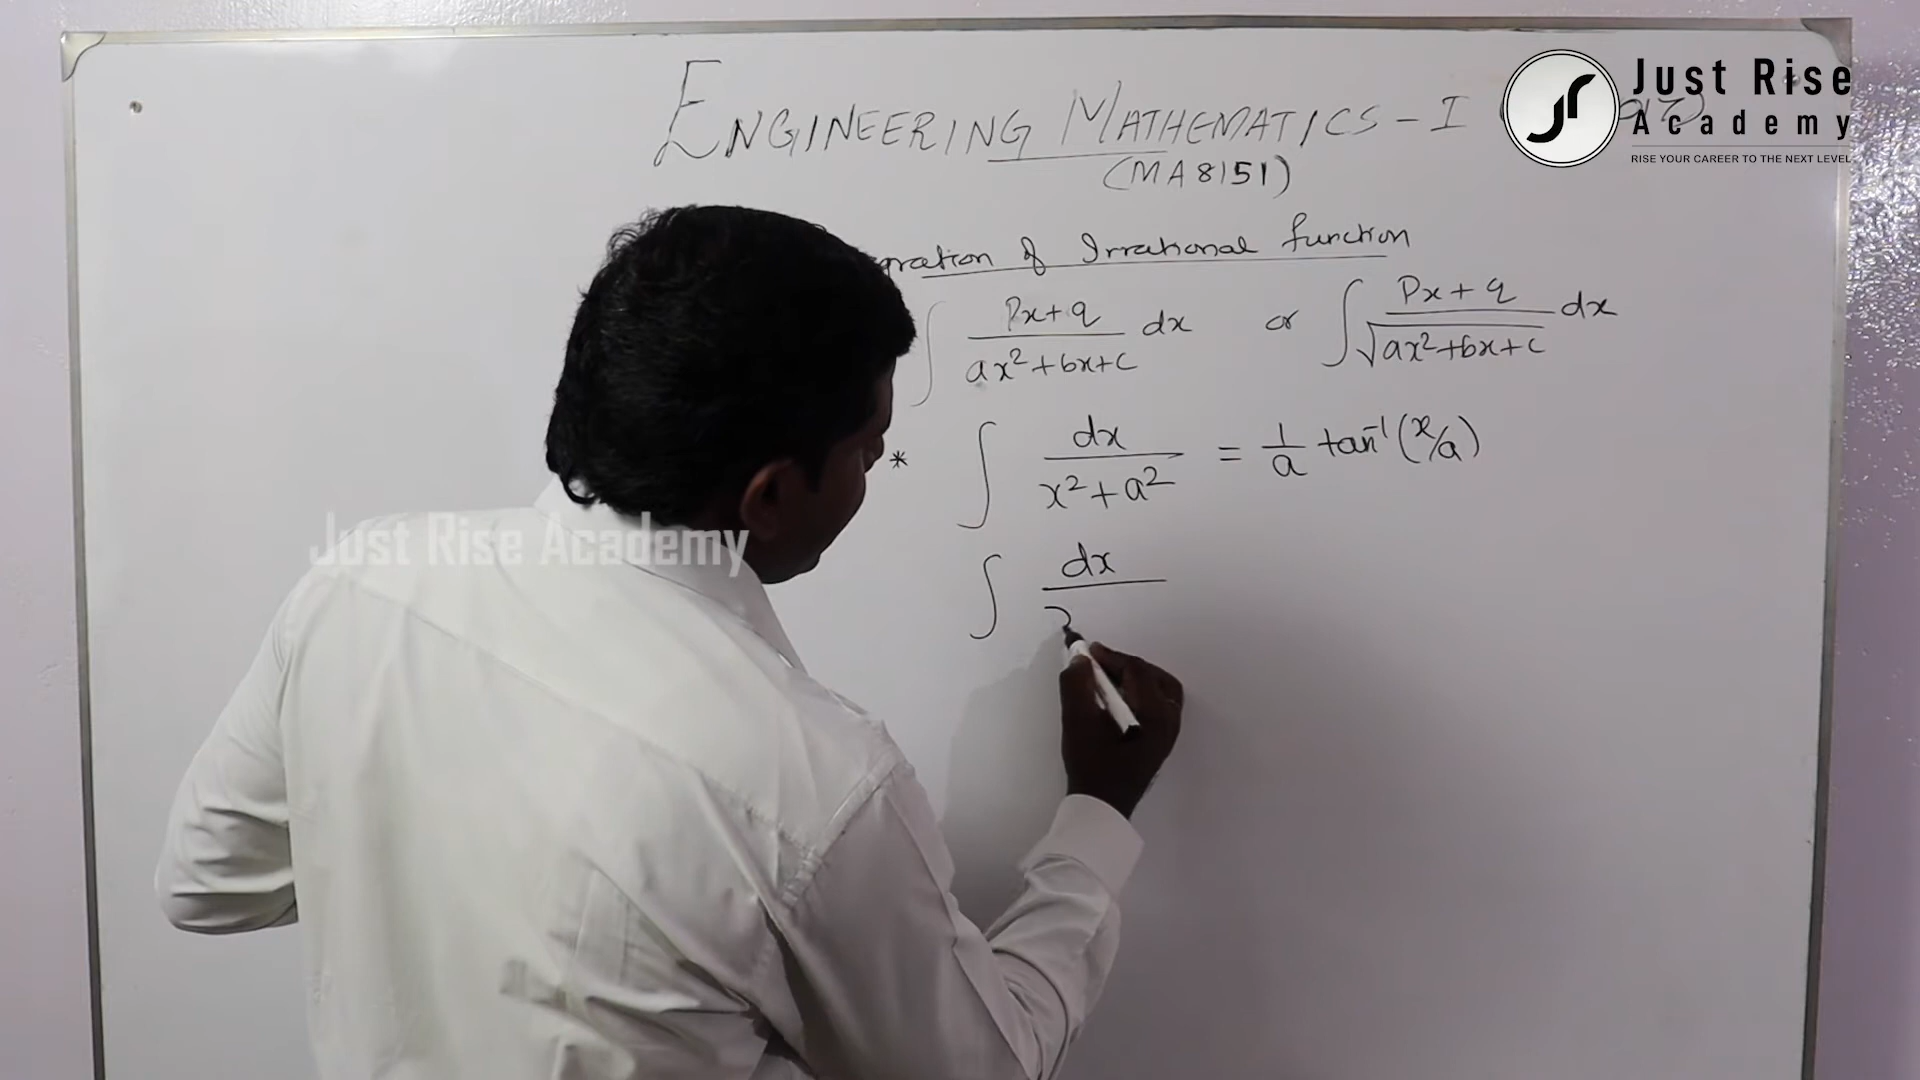 ENGINEERING MATHEMATICS - I
Just Rise
Academy
RISE YOUR CAREER TO THE NEXT LEVEL
(MA8151)
gration of Irrational function
∫ (Px+q)/(ax²+bx+c) dx or ∫ (Px+q)/√(ax²+bx+c) dx
* ∫ dx/(x²+a²) = 1/a tan⁻¹(x/a)
Just Rise Academy
∫ dx